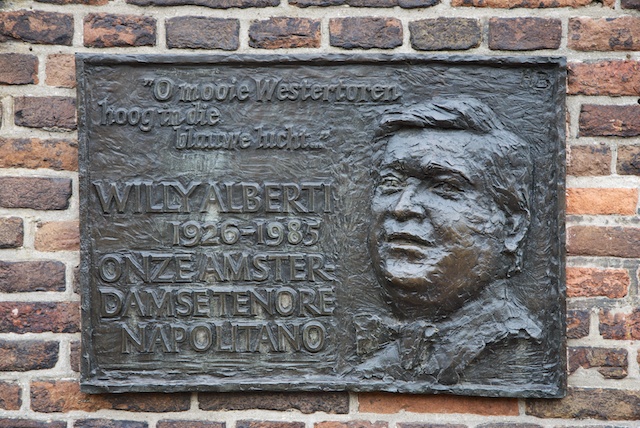 "O mooie Westertoren
hoog in die
blauwe lucht..."
WILLY ALBERTI
1926-1985
ONZE AMSTER-
DAMSE TENORE
NAPOLITANO